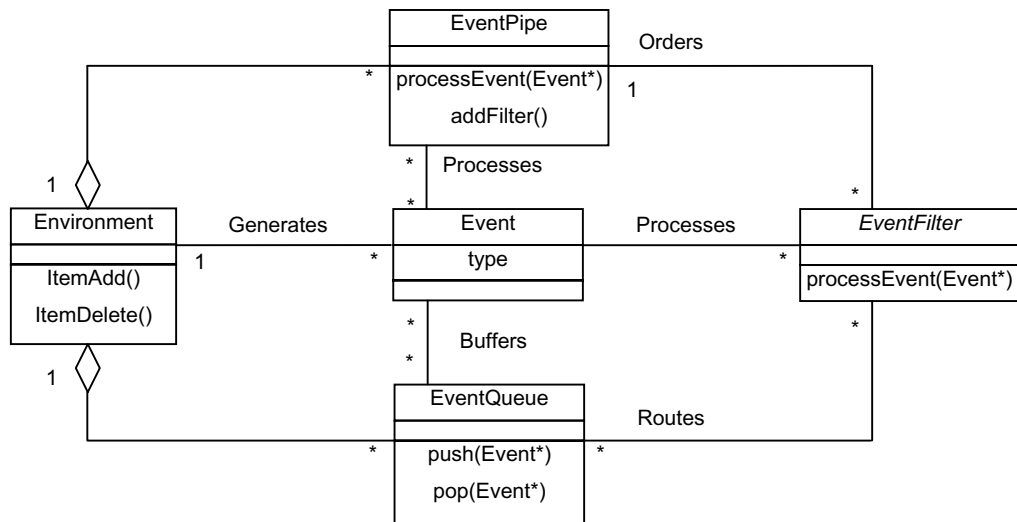 EventPipe
Orders
*
processEvent(Event*)
1
addFilter()
*
Processes
1
*
*
Environment
Generates
Event
Processes
EventFilter
1
*
type
*
ItemAdd()
processEvent(Event*)
ItemDelete()
*
*
Buffers
1
*
EventQueue
Routes
*
push(Event*)
*
pop(Event*)